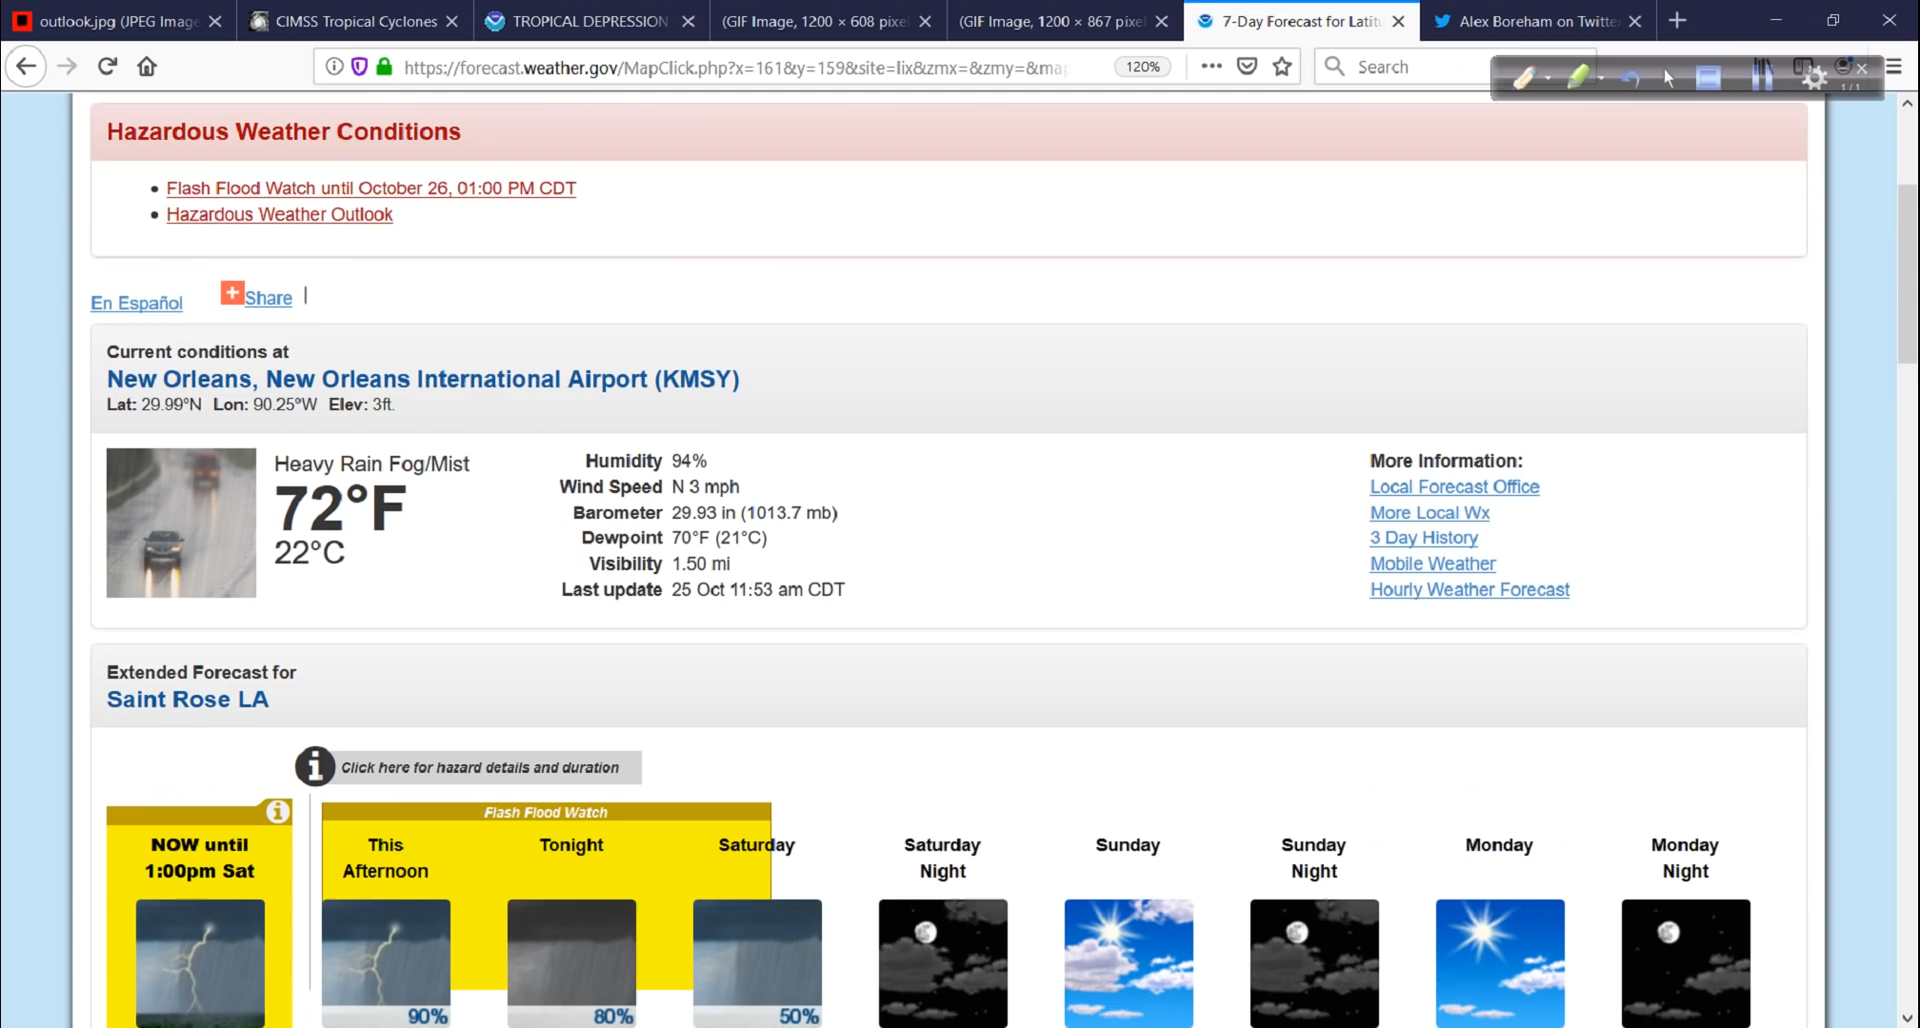 outlook.jpg (JPEG Image
CIMSS Tropical Cyclones
TROPICAL DEPRESSION
(GIF Image, 1200 × 608 pixel
(GIF Image, 1200 × 867 pixel
7-Day Forecast for Latitu
Alex Boreham on Twitte
https://forecast.weather.gov/MapClick.php?x=161&y=159&site=lix&zmx=&zmy=&map
120%
Search
1/1
Hazardous Weather Conditions
• Flash Flood Watch until October 26, 01:00 PM CDT
• Hazardous Weather Outlook
En Español
Share |
Current conditions at
New Orleans, New Orleans International Airport (KMSY)
Lat: 29.99°N Lon: 90.25°W Elev: 3ft.
Heavy Rain Fog/Mist
72°F
22°C
Humidity 94%
Wind Speed N 3 mph
Barometer 29.93 in (1013.7 mb)
Dewpoint 70°F (21°C)
Visibility 1.50 mi
Last update 25 Oct 11:53 am CDT
More Information:
Local Forecast Office
More Local Wx
3 Day History
Mobile Weather
Hourly Weather Forecast
Extended Forecast for
Saint Rose LA
Click here for hazard details and duration
Flash Flood Watch
NOW until
1:00pm Sat
This
Afternoon
Tonight
Saturday
Saturday
Night
Sunday
Sunday
Night
Monday
Monday
Night
90%
80%
50%